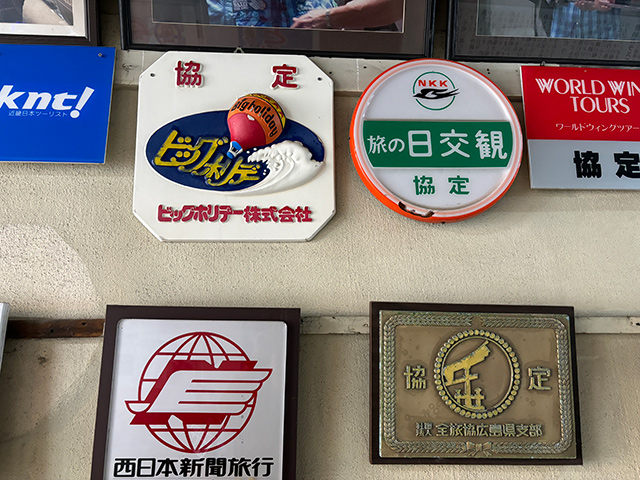 knt!
近畿日本ツーリスト
協 定
big holiday
ビッグホリデー
ビッグホリデー株式会社
NKK
旅の日交観
協 定
WORLD WIN
TOURS
ワールドウィングツアー
協 定
西日本新聞旅行
協 定
全旅協広島県支部